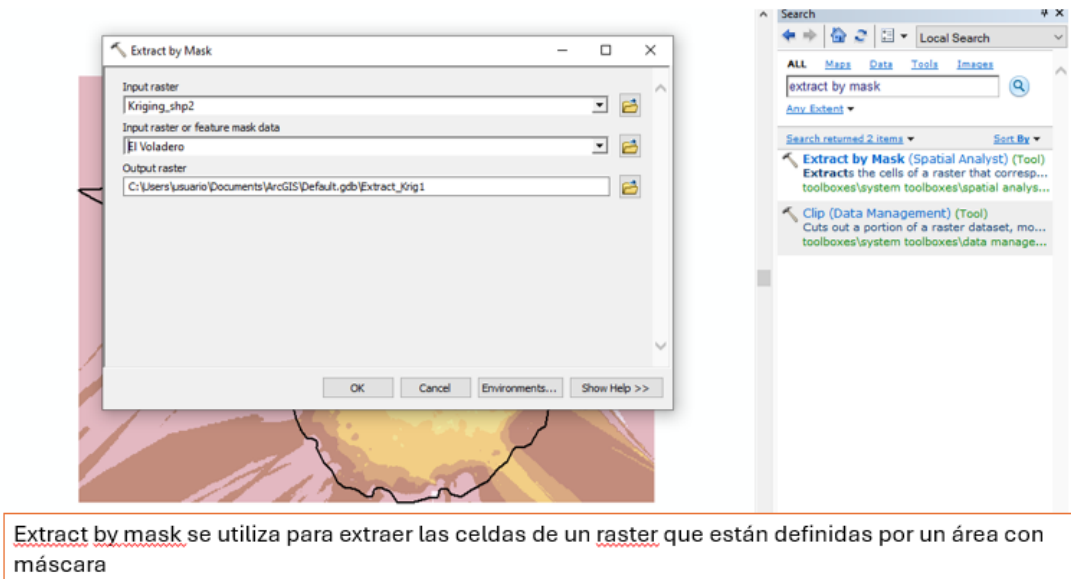 Extract by Mask
Input raster
Kriging_shp2
Input raster or feature mask data
El Voladero
Output raster
C:\Users\usuario\Documents\ArcGIS\Default.gdb\Extract_Krig1
OK Cancel Environments... Show Help >>
Search
Local Search
ALL Maps Data Tools Images
extract by mask
Any Extent
Search returned 2 items Sort By
Extract by Mask (Spatial Analyst) (Tool)
Extracts the cells of a raster that corresp...
toolboxes\system toolboxes\spatial analys...
Clip (Data Management) (Tool)
Cuts out a portion of a raster dataset, mo...
toolboxes\system toolboxes\data manage...
Extract by mask se utiliza para extraer las celdas de un raster que están definidas por un área con
máscara